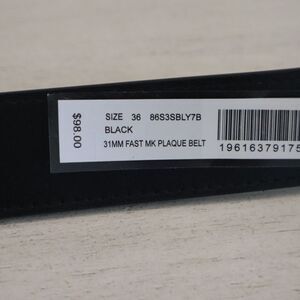 $98.00
SIZE 36 86S3SBLY7B
BLACK
31MM FAST MK PLAQUE BELT
19616379175